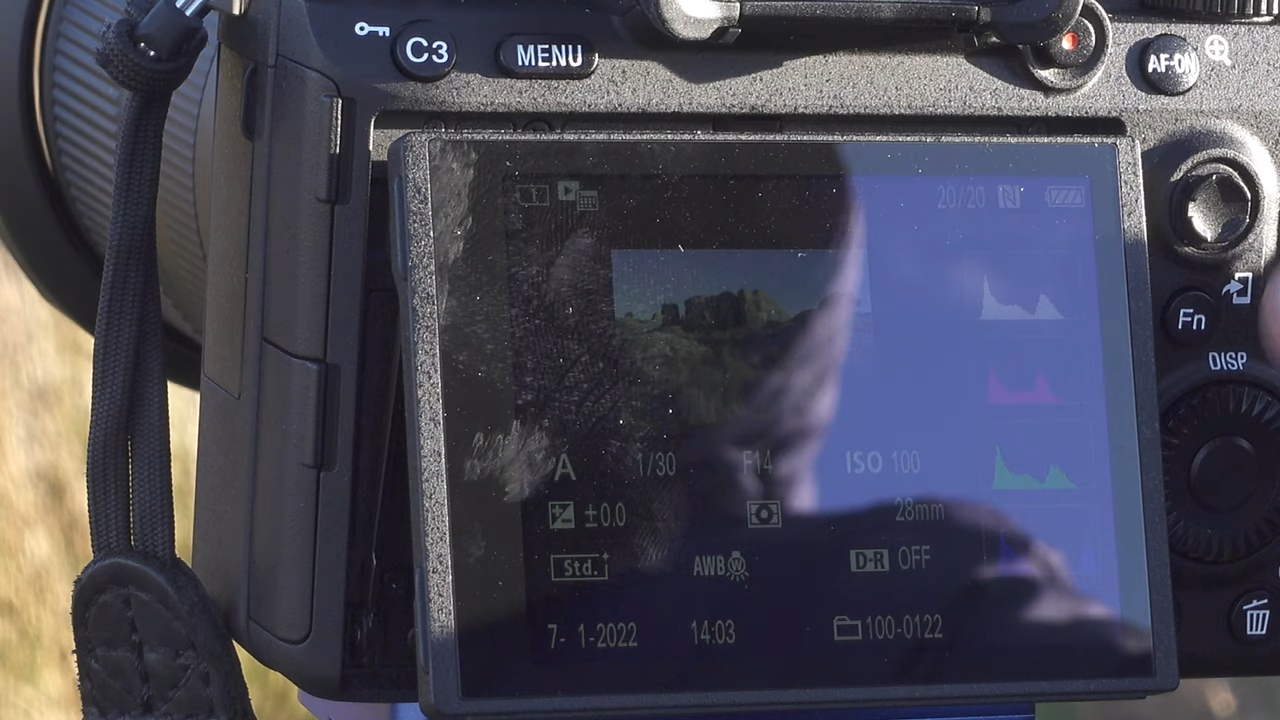 C3 MENU AF-ON
20/20
Fn
DISP
A 1/30 F14 ISO 100
±0.0 28mm
Std. AWB W D-R OFF
7- 1-2022 14:03 100-0122